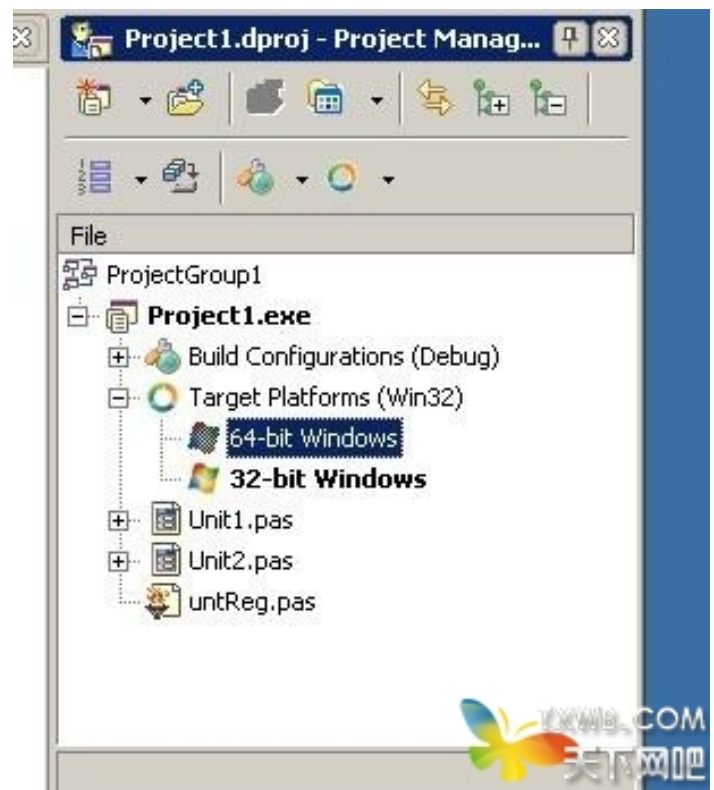 Project1.dproj - Project Manag...
File
ProjectGroup1
Project1.exe
Build Configurations (Debug)
Target Platforms (Win32)
64-bit Windows
32-bit Windows
Unit1.pas
Unit2.pas
untReg.pas
TXWB.COM
天下网吧